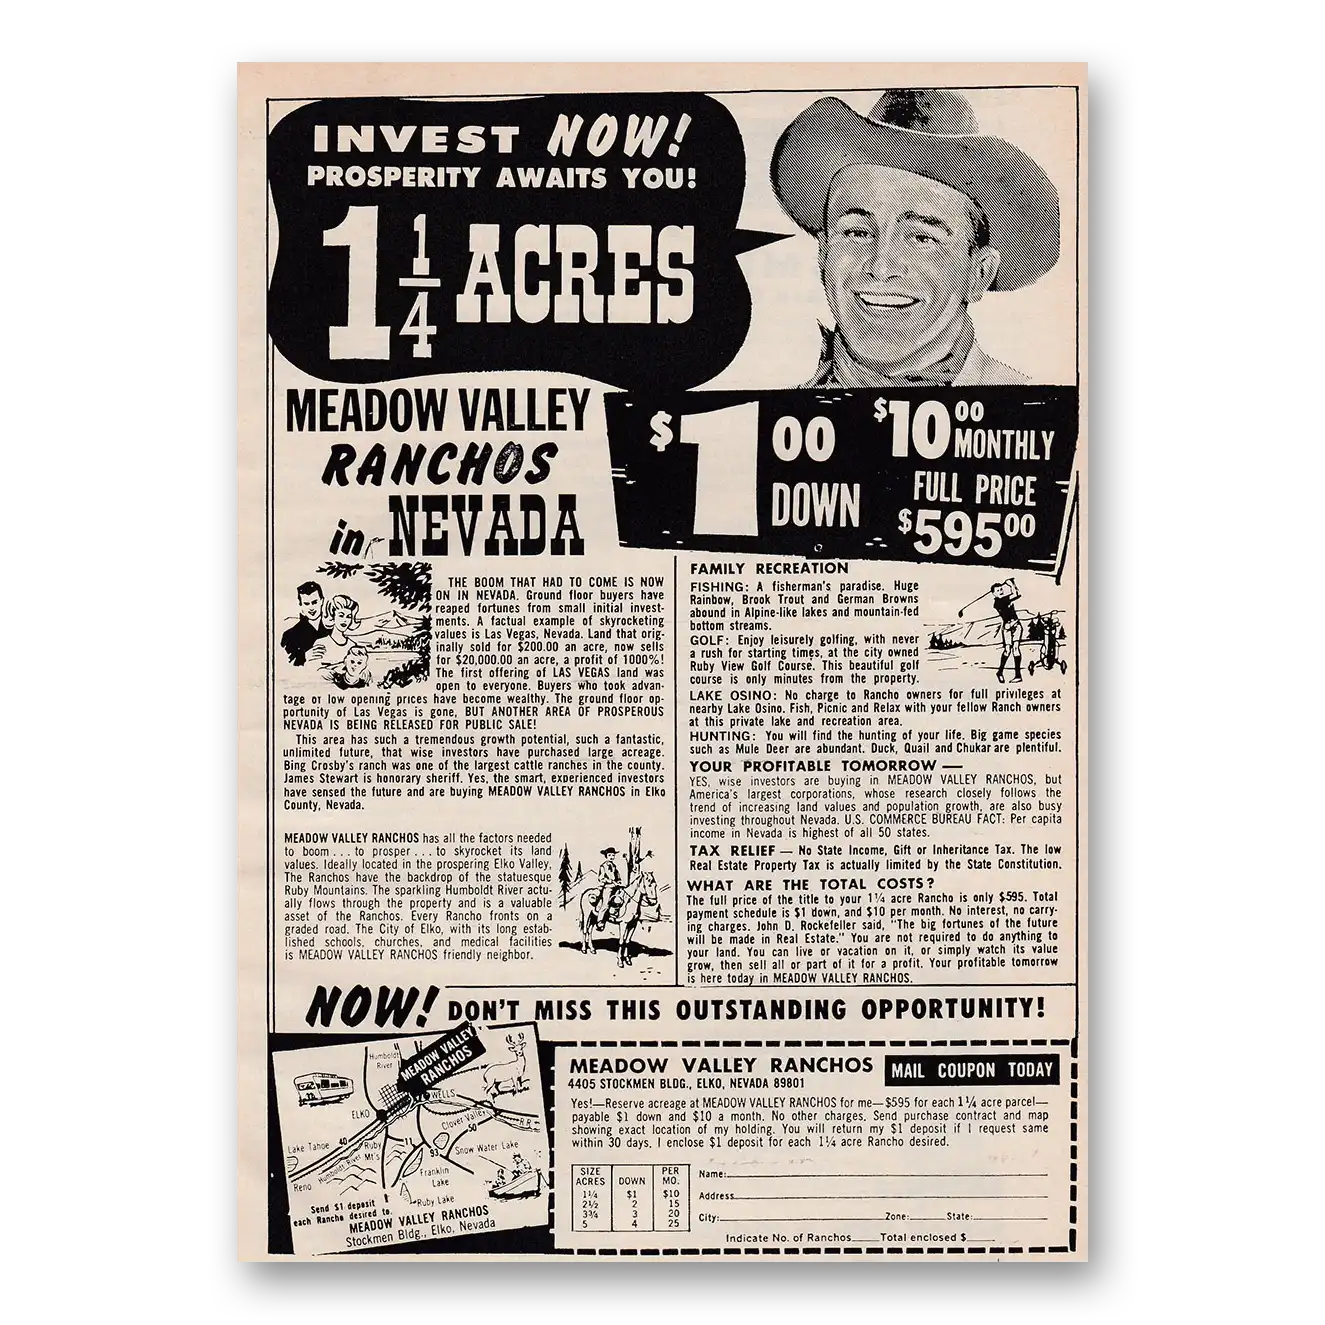 INVEST NOW!
PROSPERITY AWAITS YOU!
1 1/4 ACRES
MEADOW VALLEY
RANCHOS
in NEVADA
$1 00 DOWN
$10 00 MONTHLY
FULL PRICE
$595 00
THE BOOM THAT HAD TO COME IS NOW
ON IN NEVADA. Ground floor buyers have
reaped fortunes from small initial invest-
ments. A factual example of skyrocketing
values is Las Vegas, Nevada. Land that orig-
inally sold for $200.00 an acre, now sells
for $20,000.00 an acre, a profit of 1000%!
The first offering of LAS VEGAS land was
open to everyone. Buyers who took advan-
tage of low opening prices have become wealthy. The ground floor op-
portunity of Las Vegas is gone, BUT ANOTHER AREA OF PROSPEROUS
NEVADA IS BEING RELEASED FOR PUBLIC SALE!
This area has such a tremendous growth potential, such a fantastic,
unlimited future, that wise investors have purchased large acreage.
Bing Crosby's ranch was one of the largest cattle ranches in the county.
James Stewart is honorary sheriff. Yes, the smart, experienced investors
have sensed the future and are buying MEADOW VALLEY RANCHOS in Elko
County, Nevada.
MEADOW VALLEY RANCHOS has all the factors needed
to boom . . . to prosper . . . to skyrocket its land
values. Ideally located in the prospering Elko Valley,
The Ranchos have the backdrop of the statuesque
Ruby Mountains. The sparkling Humboldt River actu-
ally flows through the property and is a valuable
asset of the Ranchos. Every Rancho fronts on a
graded road. The City of Elko, with its long estab-
lished schools, churches, and medical facilities
is MEADOW VALLEY RANCHOS friendly neighbor.
FAMILY RECREATION
FISHING: A fisherman's paradise. Huge
Rainbow, Brook Trout and German Browns
abound in Alpine-like lakes and mountain-fed
bottom streams.
GOLF: Enjoy leisurely golfing, with never
a rush for starting times, at the city owned
Ruby View Golf Course. This beautiful golf
course is only minutes from the property.
LAKE OSINO: No charge to Rancho owners for full privileges at
nearby Lake Osino. Fish, Picnic and Relax with your fellow Ranch owners
at this private lake and recreation area.
HUNTING: You will find the hunting of your life. Big game species
such as Mule Deer are abundant. Duck, Quail and Chukar are plentiful.
YOUR PROFITABLE TOMORROW —
YES, wise investors are buying in MEADOW VALLEY RANCHOS, but
America's largest corporations, whose research closely follows the
trend of increasing land values and population growth, are also busy
investing throughout Nevada. U.S. COMMERCE BUREAU FACT: Per capita
income in Nevada is highest of all 50 states.
TAX RELIEF — No State Income, Gift or Inheritance Tax. The low
Real Estate Property Tax is actually limited by the State Constitution.
WHAT ARE THE TOTAL COSTS?
The full price of the title to your 1¼ acre Rancho is only $595. Total
payment schedule is $1 down, and $10 per month. No interest, no carry-
ing charges. John D. Rockefeller said, "The big fortunes of the future
will be made in Real Estate." You are not required to do anything to
your land. You can live or vacation on it, or simply watch its value
grow, then sell all or part of it for a profit. Your profitable tomorrow
is here today in MEADOW VALLEY RANCHOS.
NOW! DON'T MISS THIS OUTSTANDING OPPORTUNITY!
Humboldt
River
MEADOW VALLEY
RANCHOS
ELKO
WELLS
Clover Valley
R.R.
Lake Tahoe
40
Ruby
Mt's
11
50
93
Snow Water Lake
Reno
Humboldt River
Franklin
Lake
Ruby Lake
Send $1 deposit
each Rancho desired to.
MEADOW VALLEY RANCHOS
Stockmen Bldg., Elko, Nevada
MEADOW VALLEY RANCHOS
4405 STOCKMEN BLDG., ELKO, NEVADA 89801
MAIL COUPON TODAY
Yes!—Reserve acreage at MEADOW VALLEY RANCHOS for me—$595 for each 1¼ acre parcel—
payable $1 down and $10 a month. No other charges. Send purchase contract and map
showing exact location of my holding. You will return my $1 deposit if I request same
within 30 days. I enclose $1 deposit for each 1¼ acre Rancho desired.
SIZE ACRES DOWN PER MO.
1¼ $1 $10
2½ 2 15
3¾ 3 20
5 4 25
Name:
Address
City: Zone: State:
Indicate No. of Ranchos Total enclosed $